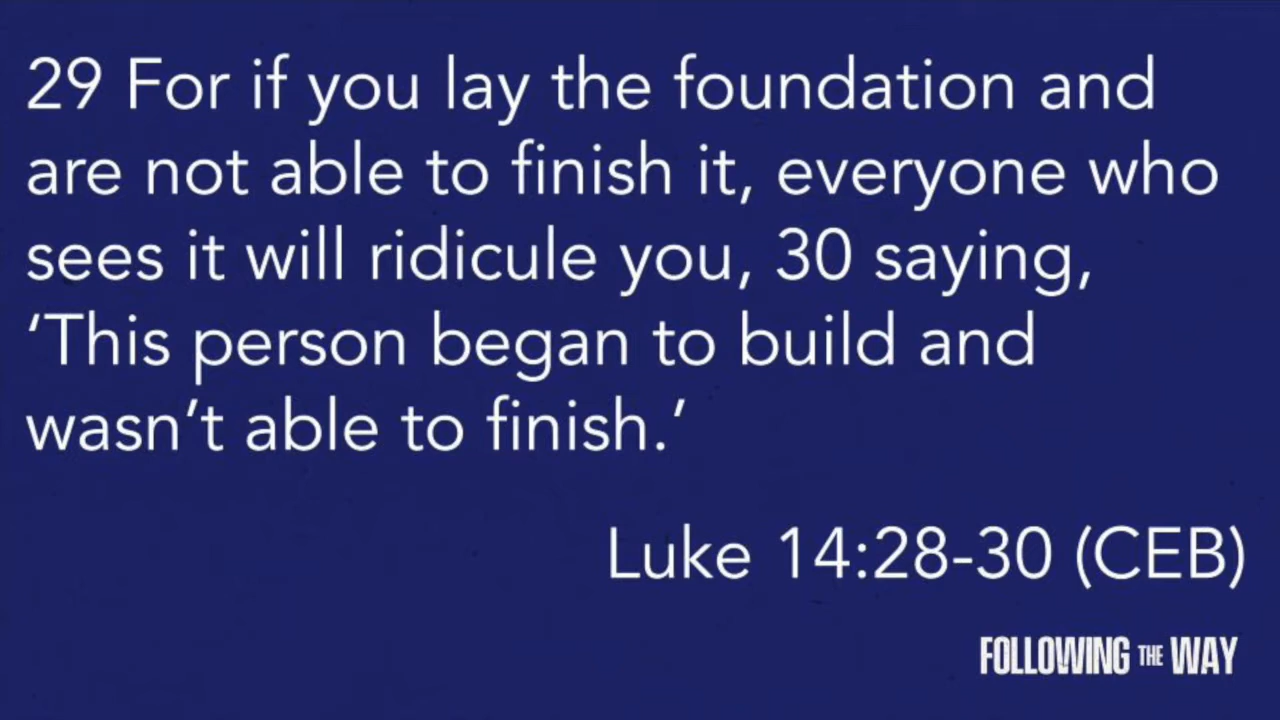 29 For if you lay the foundation and
are not able to finish it, everyone who
sees it will ridicule you, 30 saying,
‘This person began to build and
wasn’t able to finish.’
Luke 14:28-30 (CEB)
FOLLOWING THE WAY